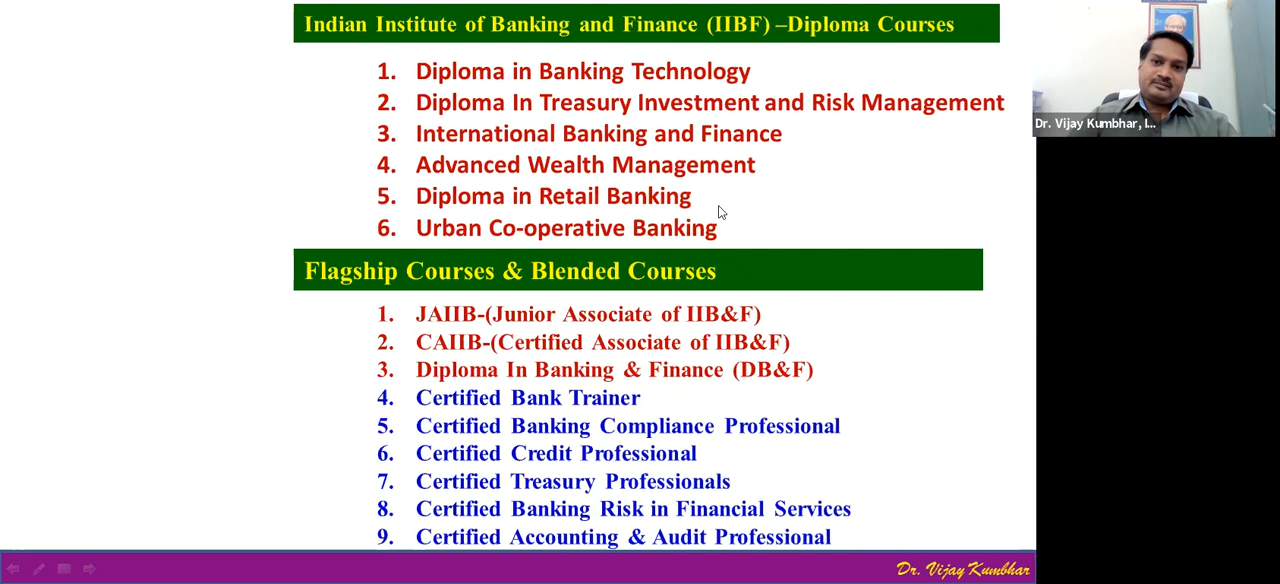 Indian Institute of Banking and Finance (IIBF) –Diploma Courses
1. Diploma in Banking Technology
2. Diploma In Treasury Investment and Risk Management
3. International Banking and Finance
4. Advanced Wealth Management
5. Diploma in Retail Banking
6. Urban Co-operative Banking
Flagship Courses & Blended Courses
1. JAIIB-(Junior Associate of IIB&F)
2. CAIIB-(Certified Associate of IIB&F)
3. Diploma In Banking & Finance (DB&F)
4. Certified Bank Trainer
5. Certified Banking Compliance Professional
6. Certified Credit Professional
7. Certified Treasury Professionals
8. Certified Banking Risk in Financial Services
9. Certified Accounting & Audit Professional
Dr. Vijay Kumbhar
Dr. Vijay Kumbhar, I...